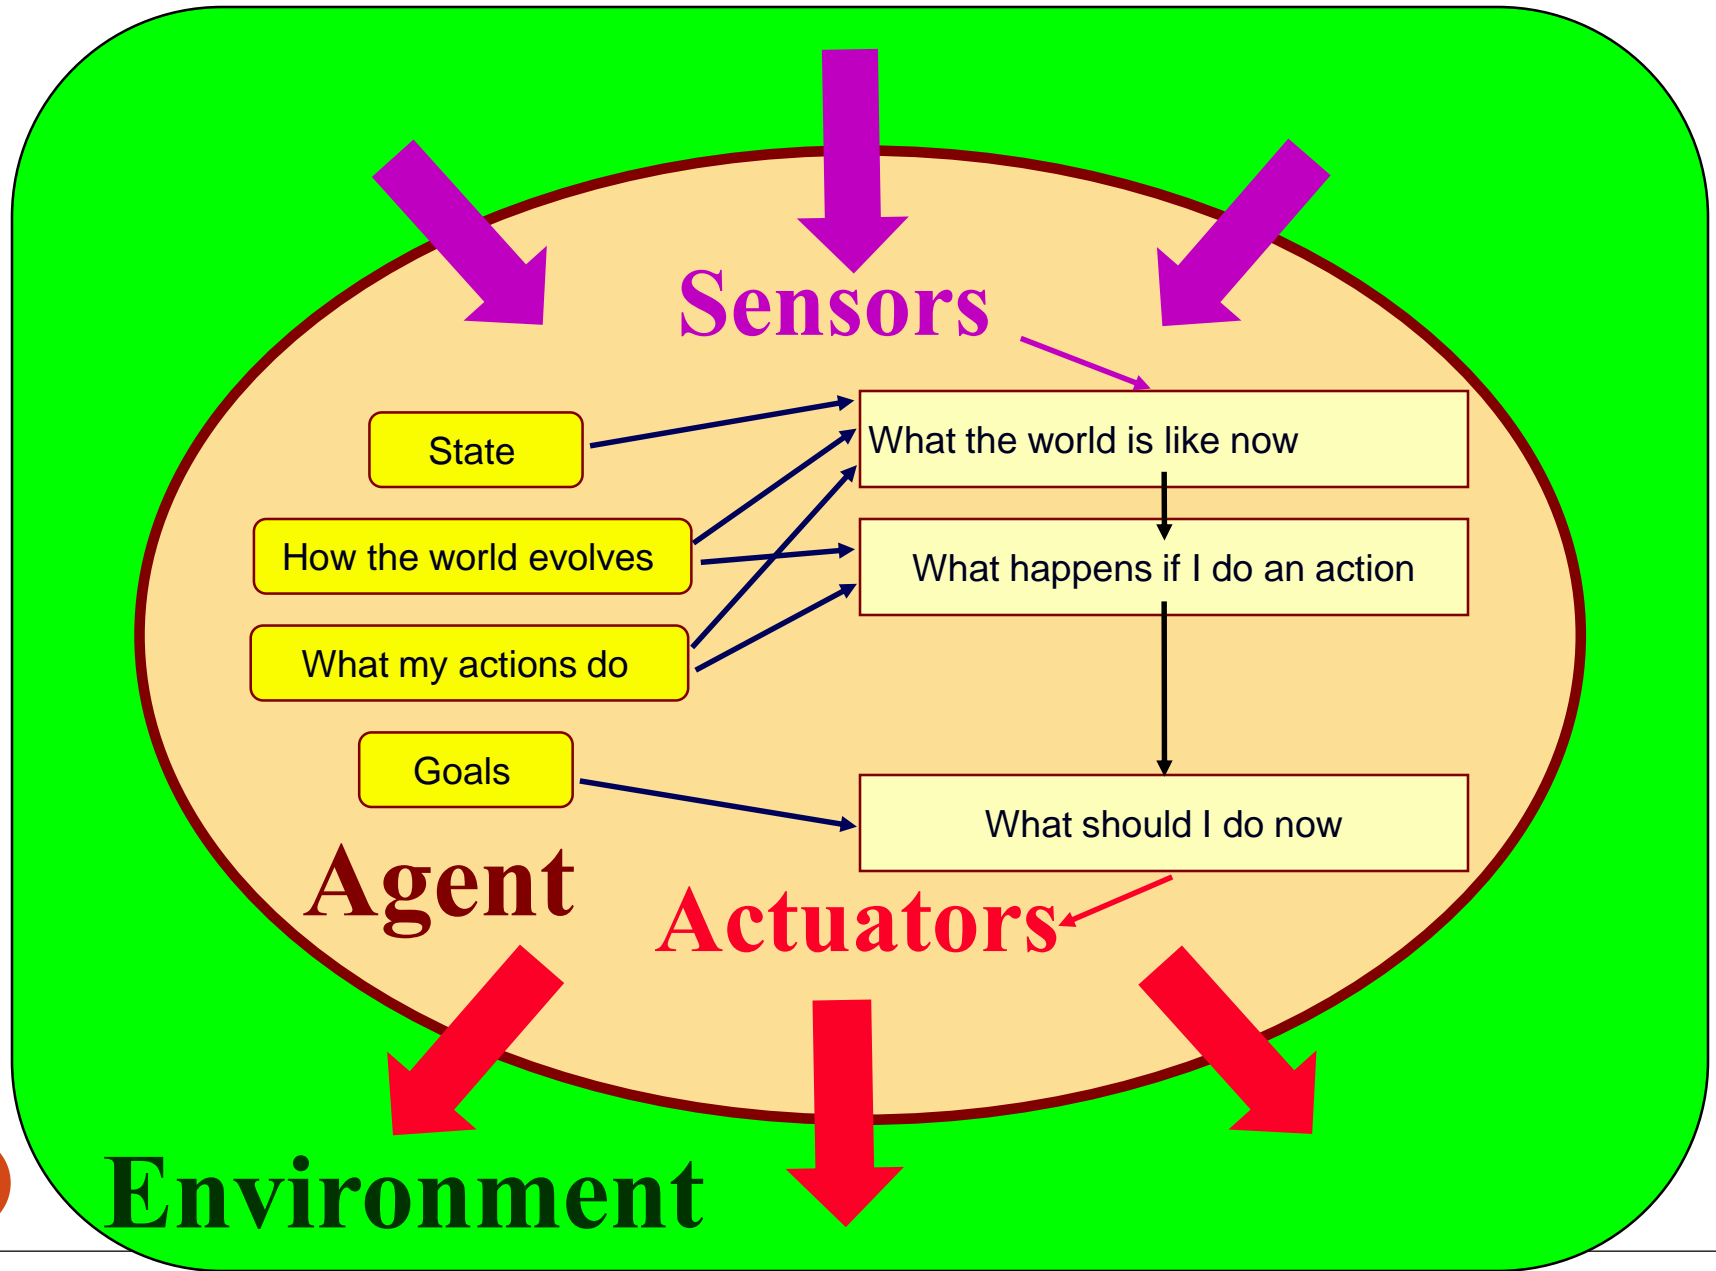 Sensors
State
What the world is like now
How the world evolves
What happens if I do an action
What my actions do
Goals
What should I do now
Agent
Actuators
Environment